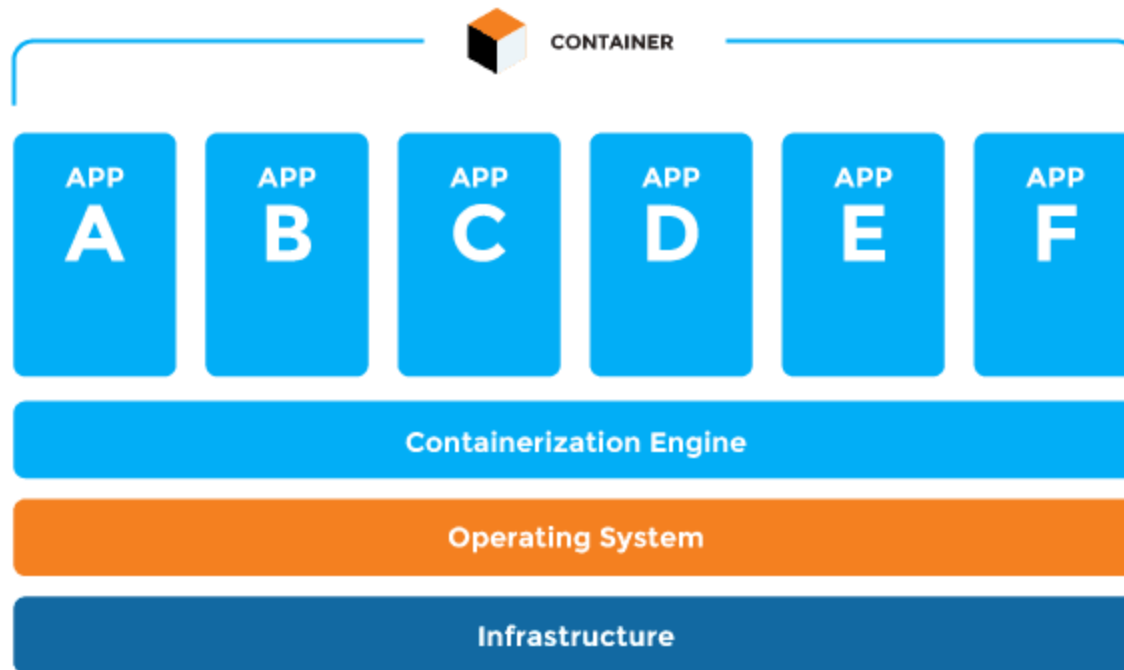 CONTAINER
APP APP APP APP APP APP
A B C D E F
Containerization Engine
Operating System
Infrastructure